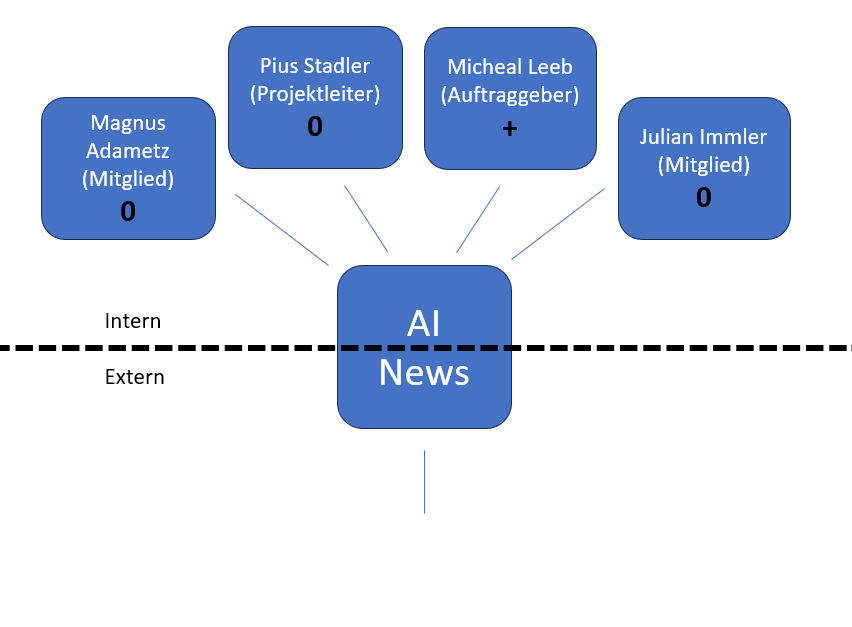 Pius Stadler
(Projektleiter)
0
Micheal Leeb
(Auftraggeber)
+
Magnus
Adametz
(Mitglied)
0
Julian Immler
(Mitglied)
0
AI
News
Intern
Extern